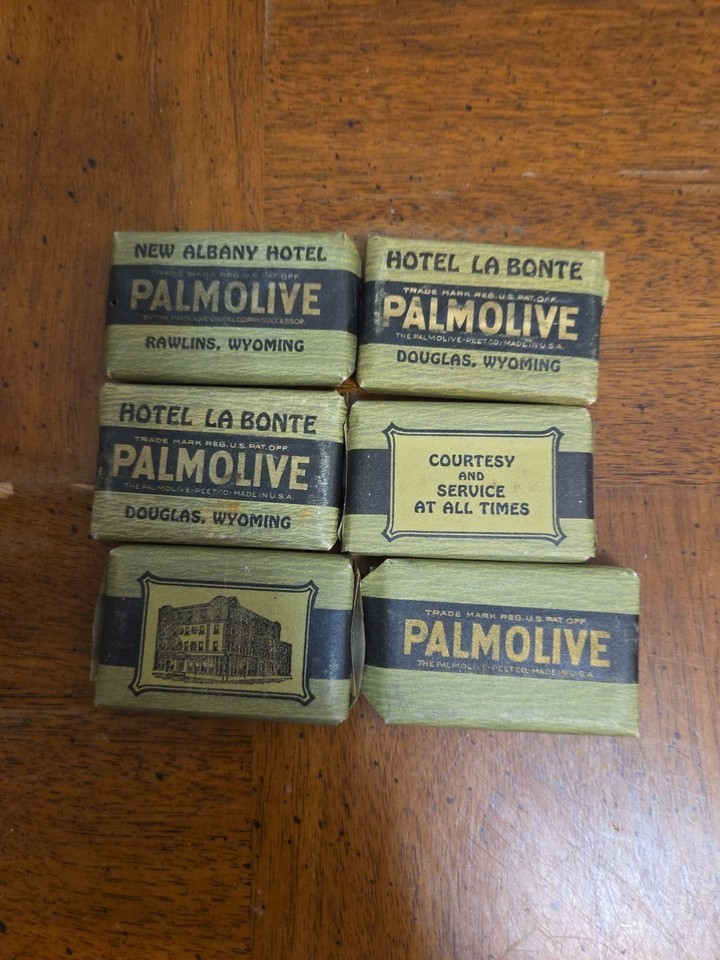 NEW ALBANY HOTEL
TRADE MARK REG. U.S. PAT. OFF.
PALMOLIVE
RAWLINS, WYOMING
HOTEL LA BONTE
TRADE MARK REG. U.S. PAT. OFF.
PALMOLIVE
THE PALMOLIVE-PEET CO. MADE IN U.S.A.
DOUGLAS, WYOMING
HOTEL LA BONTE
TRADE MARK REG. U.S. PAT. OFF.
PALMOLIVE
THE PALMOLIVE-PEET CO. MADE IN U.S.A.
DOUGLAS, WYOMING
COURTESY
AND
SERVICE
AT ALL TIMES
TRADE MARK REG. U.S. PAT. OFF.
PALMOLIVE
THE PALMOLIVE-PEET CO. MADE IN U.S.A.